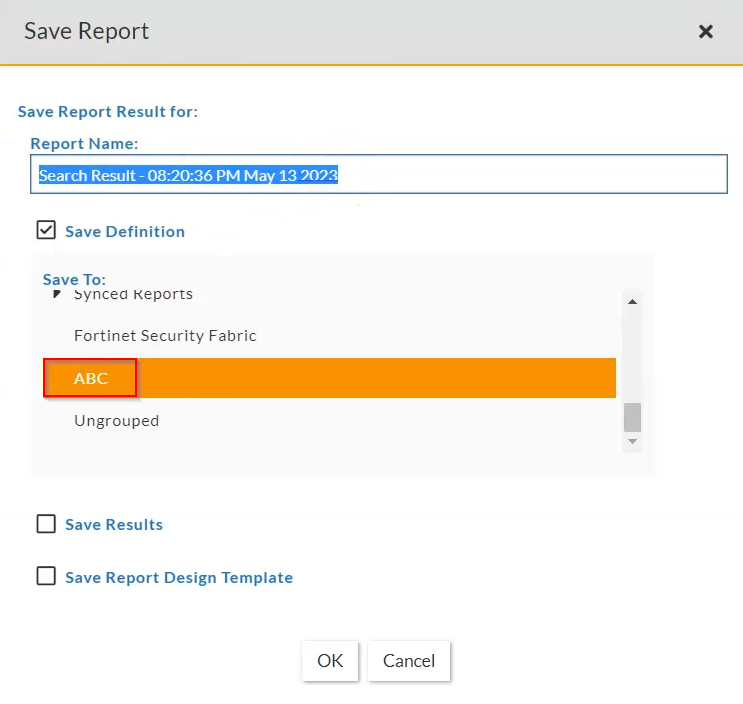 Save Report
Save Report Result for:
Report Name:
Search Result - 08:20:36 PM May 13 2023
Save Definition
Save To:
Synced Reports
Fortinet Security Fabric
ABC
Ungrouped
Save Results
Save Report Design Template
OK Cancel